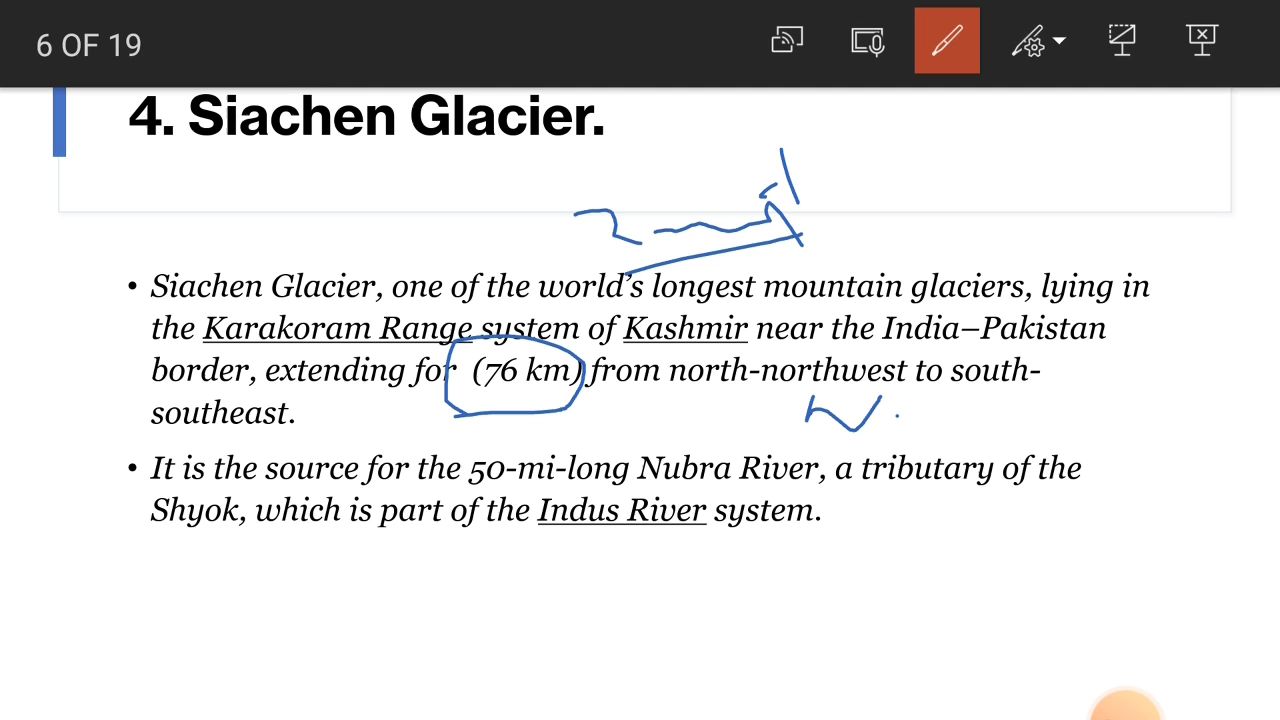 6 OF 19
4. Siachen Glacier.
• Siachen Glacier, one of the world's longest mountain glaciers, lying in
the Karakoram Range system of Kashmir near the India–Pakistan
border, extending for (76 km) from north-northwest to south-
southeast.
• It is the source for the 50-mi-long Nubra River, a tributary of the
Shyok, which is part of the Indus River system.